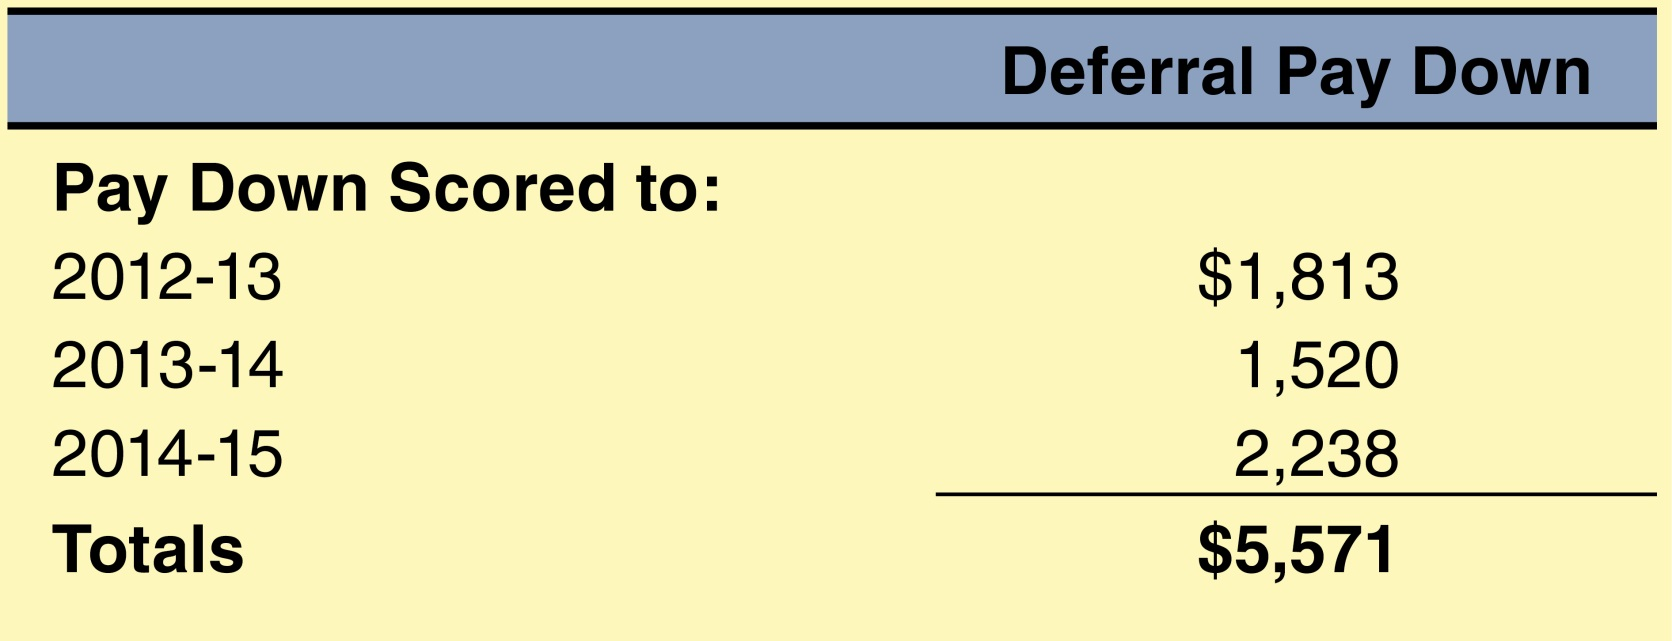 Deferral Pay Down
Pay Down Scored to:
2012-13 $1,813
2013-14 1,520
2014-15 2,238
Totals $5,571